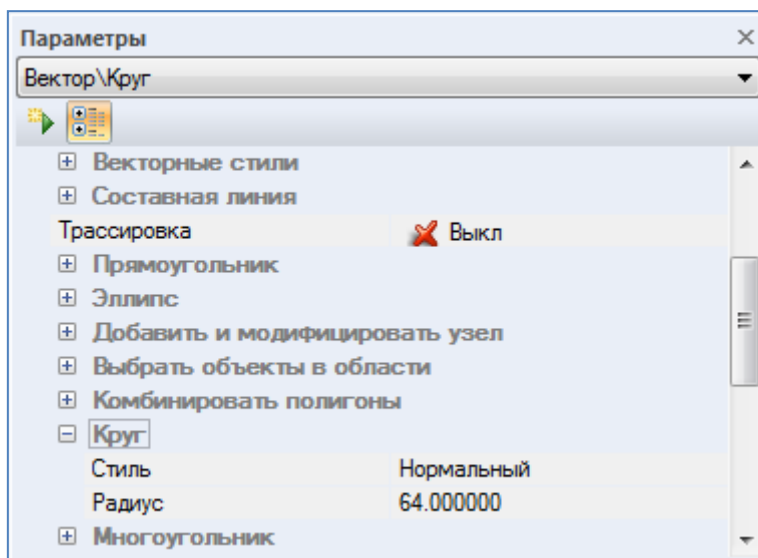 Параметры
Вектор\Круг
Векторные стили
Составная линия
Трассировка Выкл
Прямоугольник
Эллипс
Добавить и модифицировать узел
Выбрать объекты в области
Комбинировать полигоны
Круг
Стиль Нормальный
Радиус 64.000000
Многоугольник